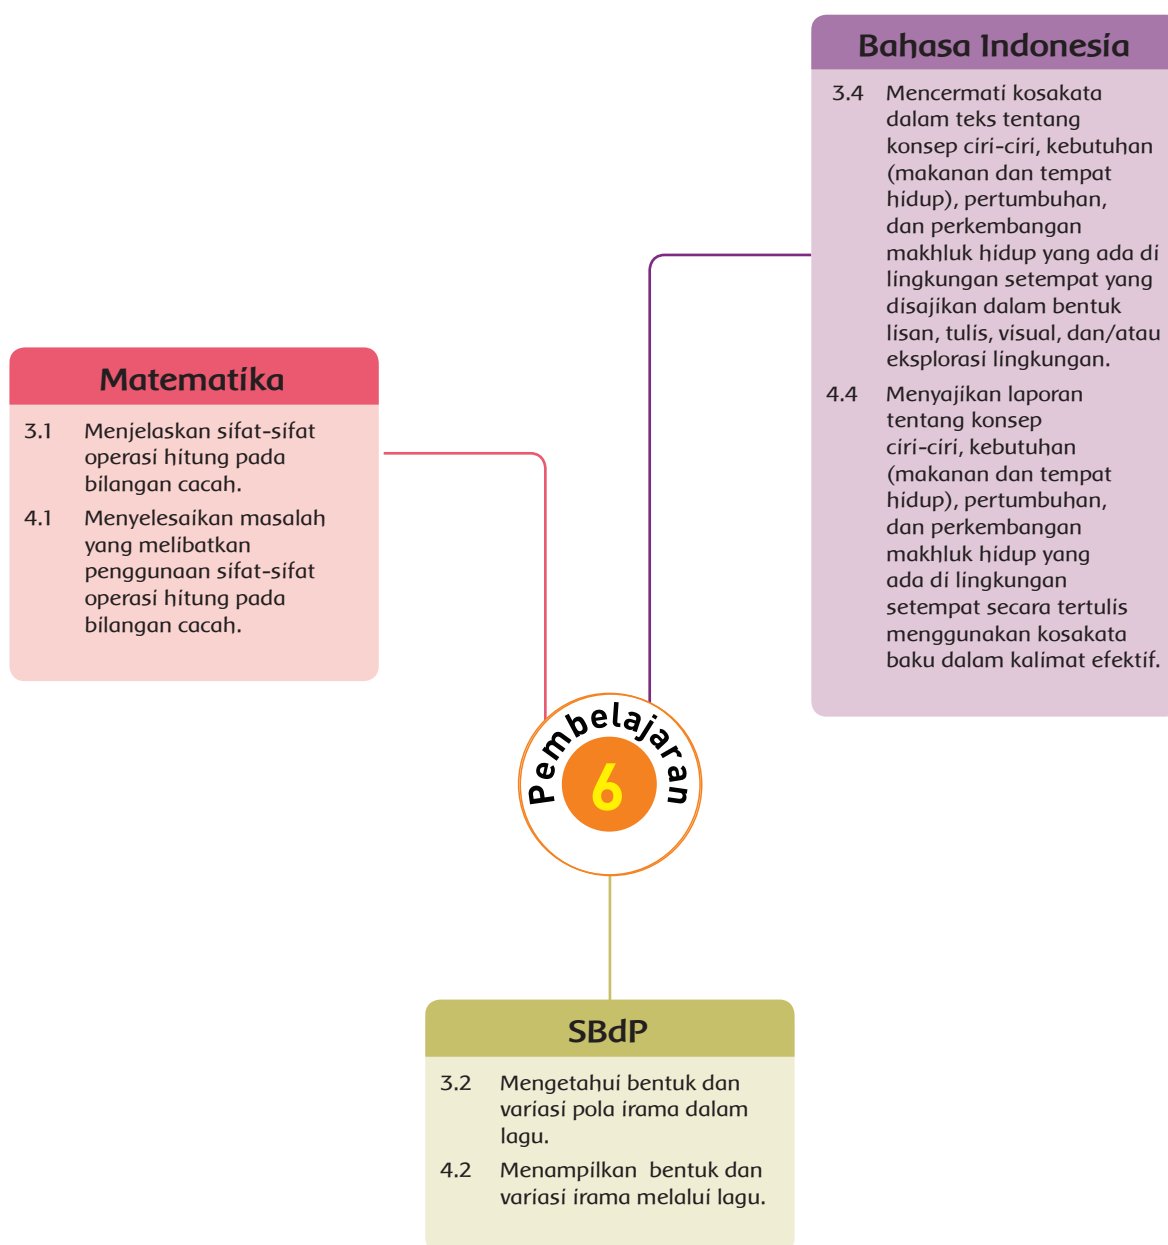 Bahasa Indonesia
3.4 Mencermati kosakata
dalam teks tentang
konsep ciri-ciri, kebutuhan
(makanan dan tempat
hidup), pertumbuhan,
dan perkembangan
makhluk hidup yang ada di
lingkungan setempat yang
disajikan dalam bentuk
lisan, tulis, visual, dan/atau
eksplorasi lingkungan.
4.4 Menyajikan laporan
tentang konsep
ciri-ciri, kebutuhan
(makanan dan tempat
hidup), pertumbuhan,
dan perkembangan
makhluk hidup yang
ada di lingkungan
setempat secara tertulis
menggunakan kosakata
baku dalam kalimat efektif.
Matematika
3.1 Menjelaskan sifat-sifat
operasi hitung pada
bilangan cacah.
4.1 Menyelesaikan masalah
yang melibatkan
penggunaan sifat-sifat
operasi hitung pada
bilangan cacah.
Pembelajaran
6
SBdP
3.2 Mengetahui bentuk dan
variasi pola irama dalam
lagu.
4.2 Menampilkan bentuk dan
variasi irama melalui lagu.